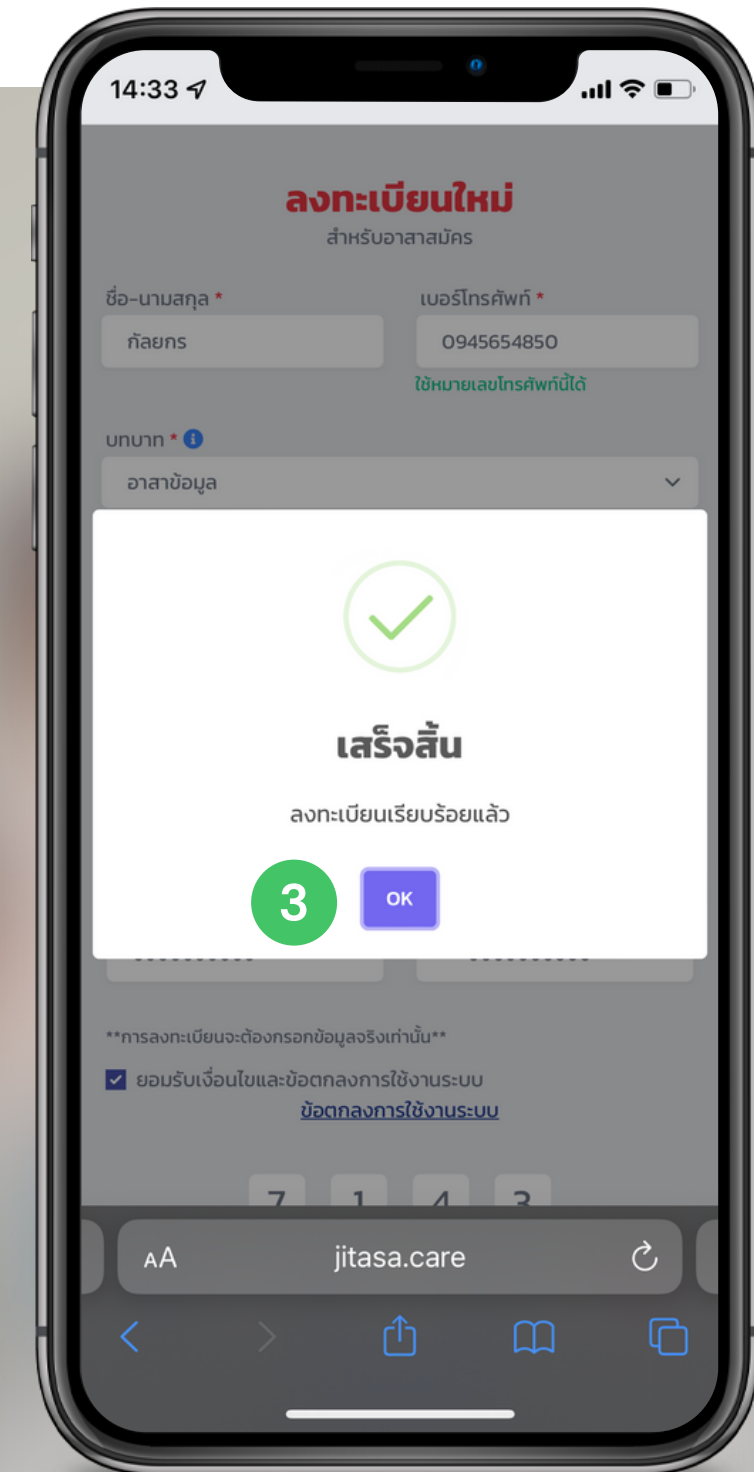 14:33
ลงทะเบียนใหม่
สำหรับอาสาสมัคร
ชื่อ-นามสกุล * เบอร์โทรศัพท์ *
กัลยกร 0945654850
ใช้หมายเลขโทรศัพท์นี้ได้
บทบาท *
อาสาข้อมูล
เสร็จสิ้น
ลงทะเบียนเรียบร้อยแล้ว
3 OK
**การลงทะเบียนจะต้องกรอกข้อมูลจริงเท่านั้น**
ยอมรับเงื่อนไขและข้อตกลงการใช้งานระบบ
ข้อตกลงการใช้งานระบบ
7 1 4 3
AA jitasa.care